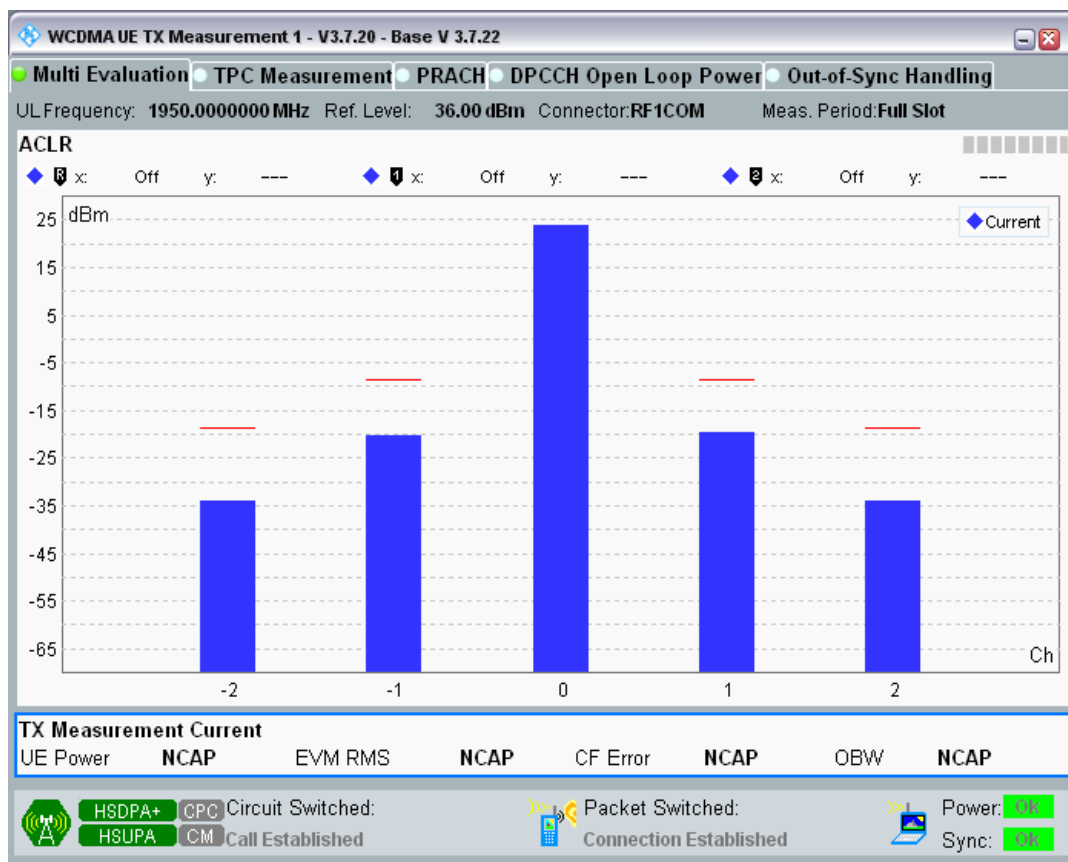 WCDMA UE TX Measurement 1 - V3.7.20 - Base V 3.7.22
Multi Evaluation TPC Measurement PRACH DPCCH Open Loop Power Out-of-Sync Handling
UL Frequency: 1950.0000000 MHz Ref. Level: 36.00 dBm Connector:RF1COM Meas. Period:Full Slot
ACLR
R x: Off y: --- 1 x: Off y: --- 2 x: Off y: ---
dBm
Current
25
15
5
-5
-15
-25
-35
-45
-55
-65
Ch
-2 -1 0 1 2
TX Measurement Current
UE Power NCAP EVM RMS NCAP CF Error NCAP OBW NCAP
HSDPA+ CPC Circuit Switched: Packet Switched: Power: Ok
HSUPA CM Call Established Connection Established Sync: Ok